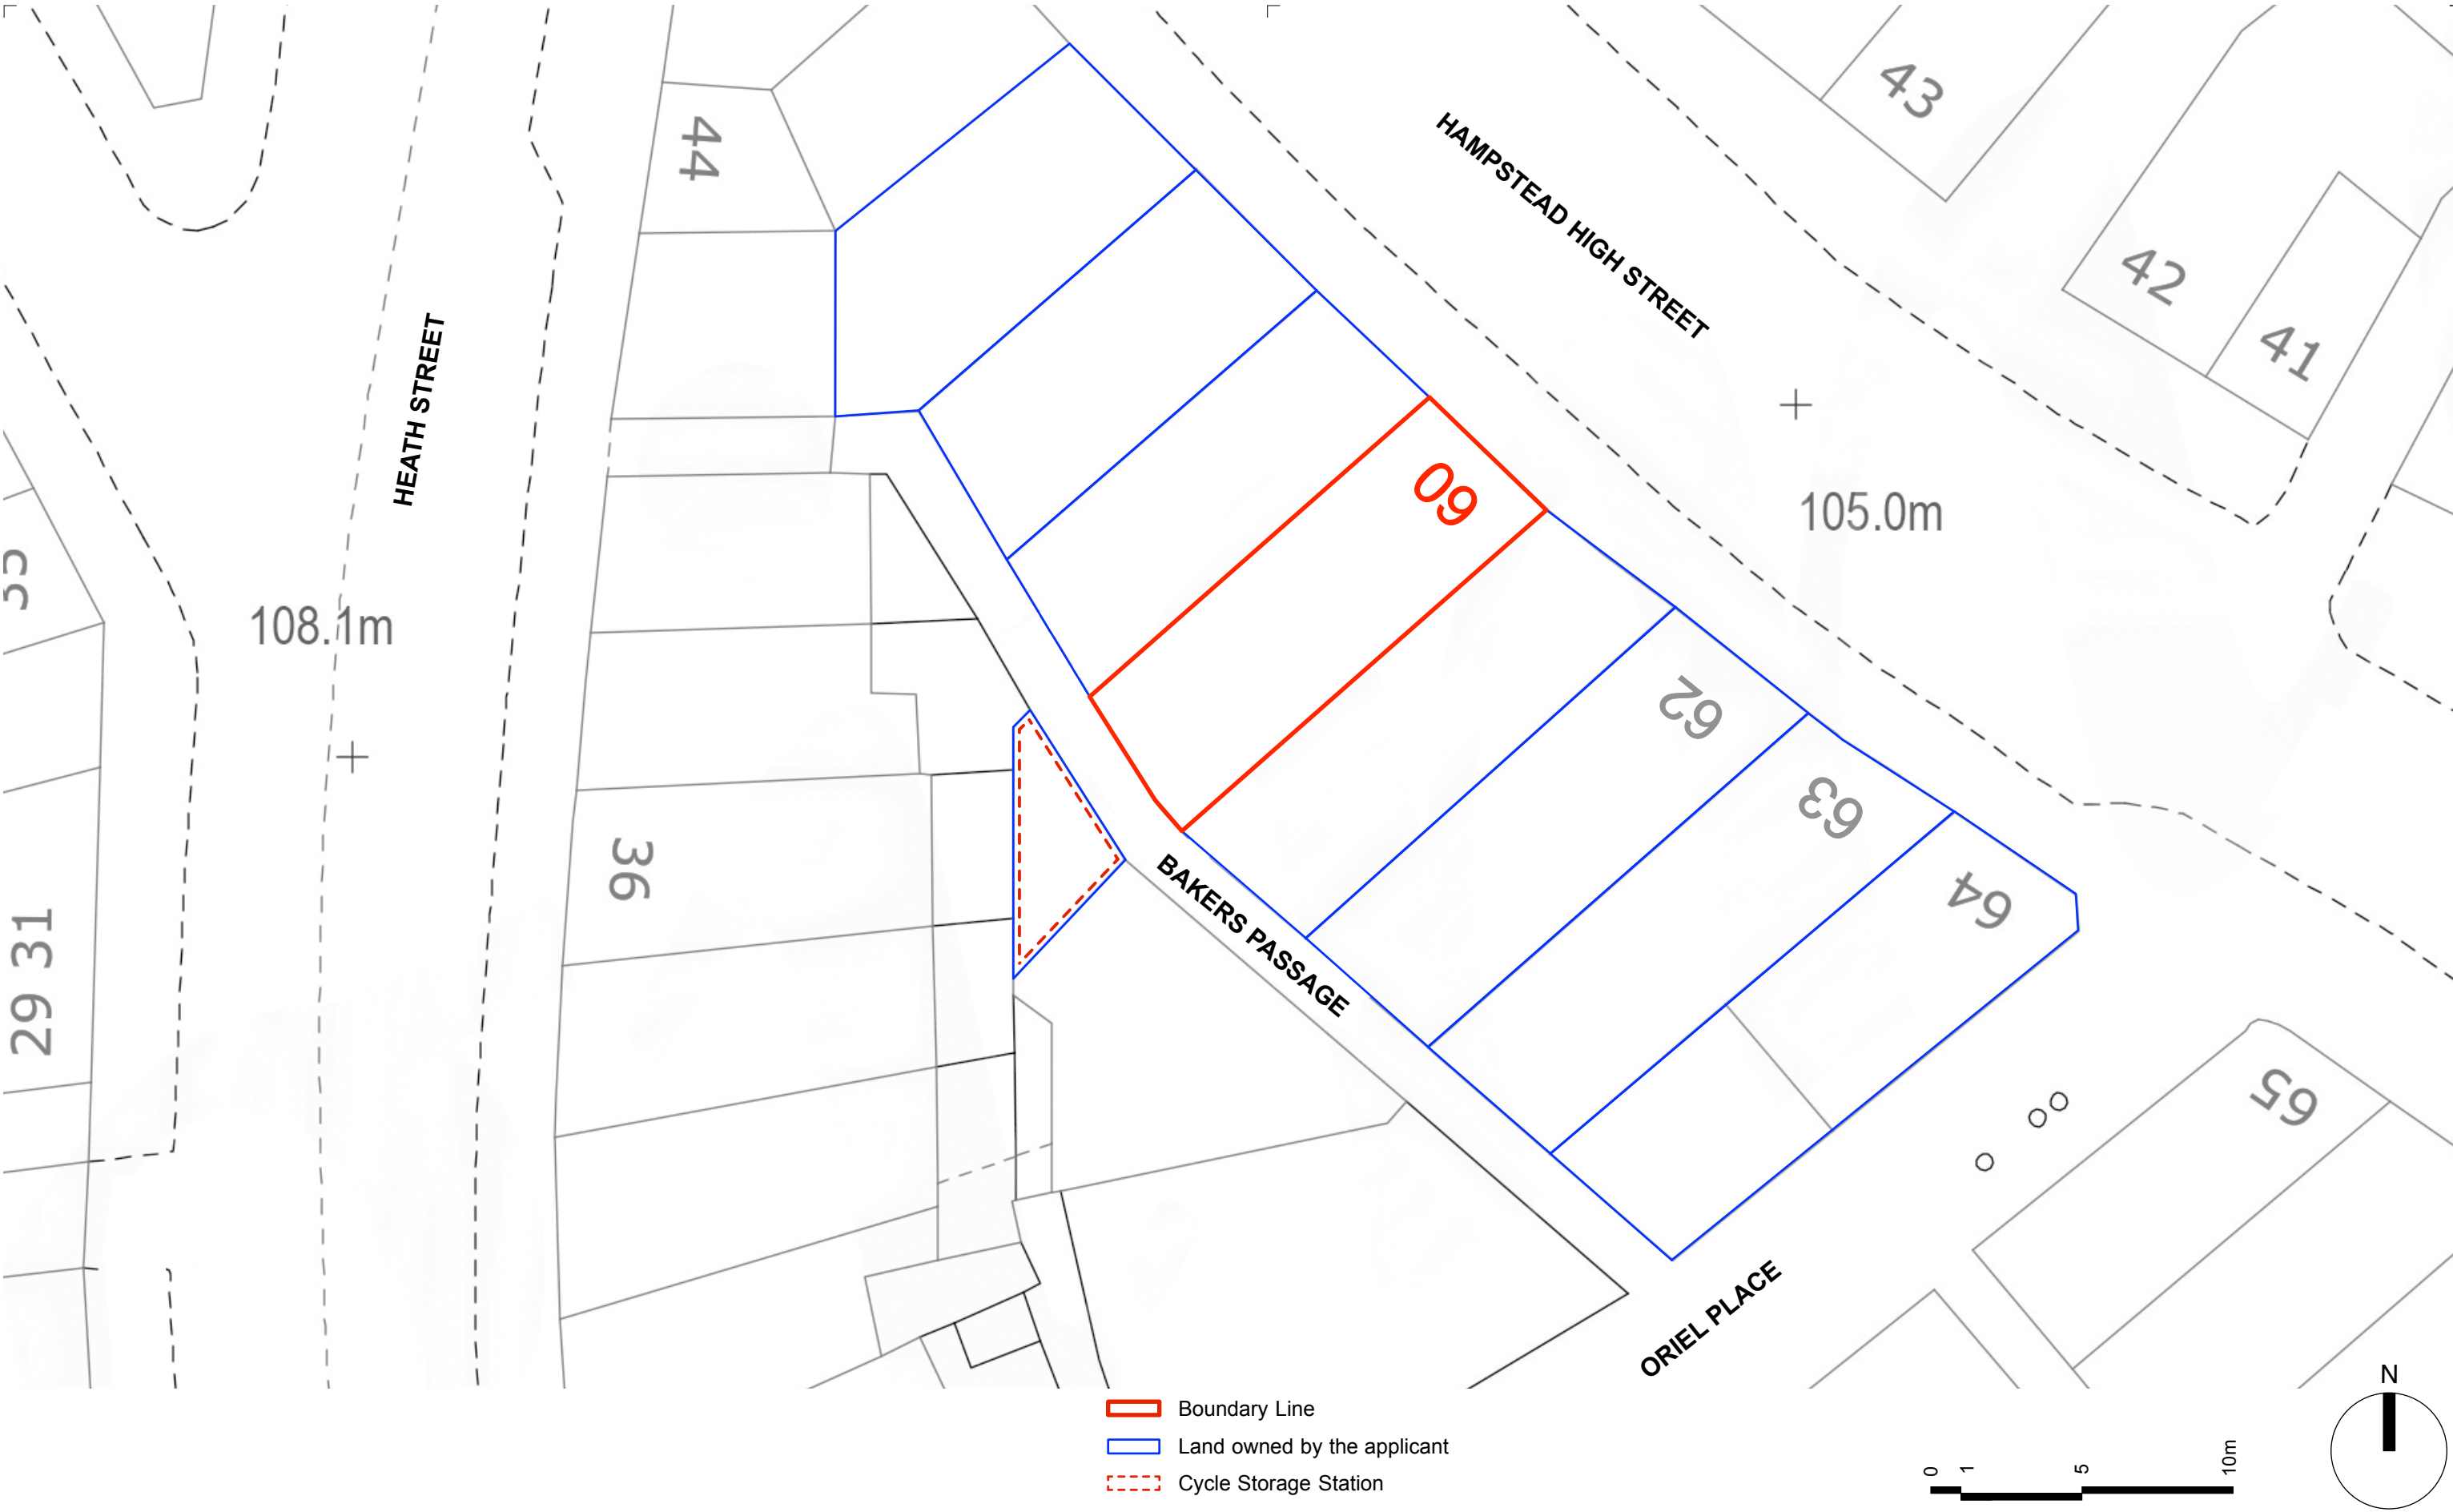 43
44
HAMPSTEAD HIGH STREET
42
41
HEATH STREET
60
105.0m
108.1m
62
63
36
64
BAKERS PASSAGE
29 31
65
ORIEL PLACE
N
Boundary Line
Land owned by the applicant
Cycle Storage Station
0 1 5 10m